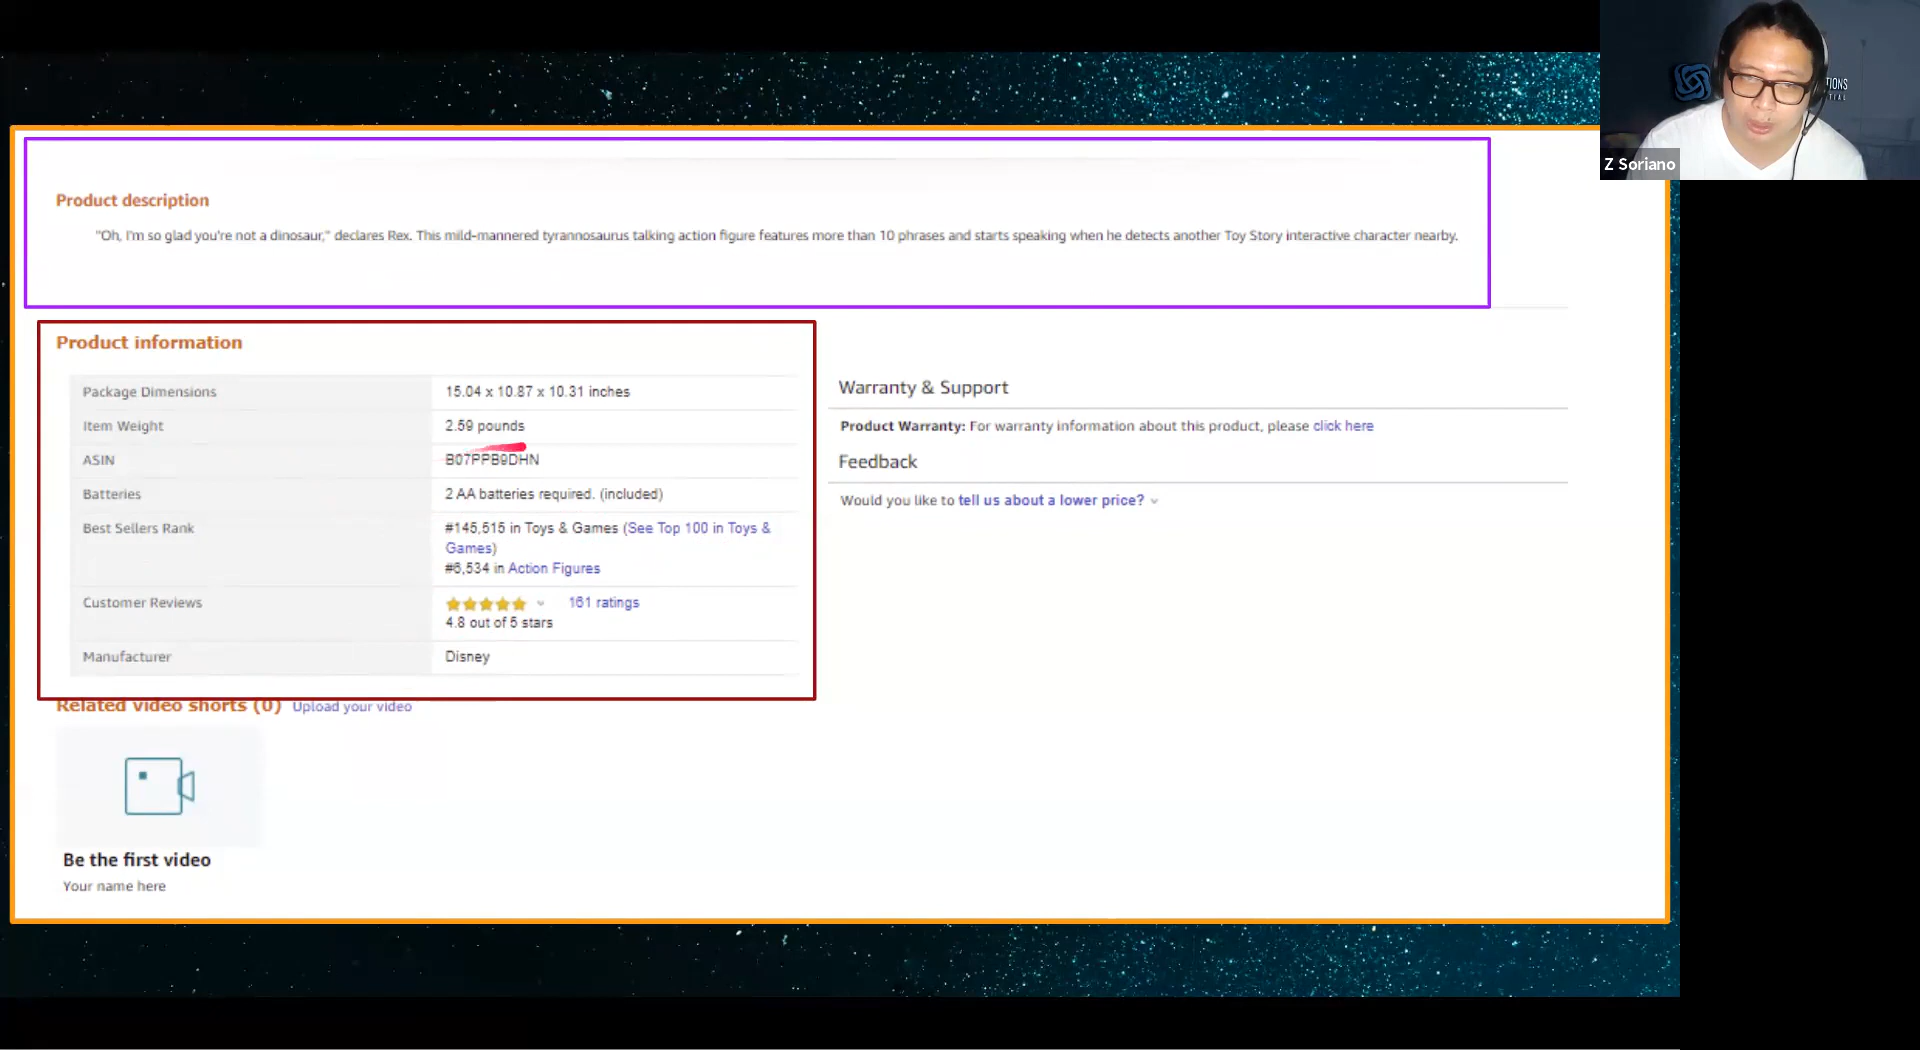 Product description
"Oh, I'm so glad you're not a dinosaur," declares Rex. This mild-mannered tyrannosaurus talking action figure features more than 10 phrases and starts speaking when he detects another Toy Story interactive character nearby.
Product information
Package Dimensions 15.04 x 10.87 x 10.31 inches
Item Weight 2.59 pounds
ASIN B07PPB9DHN
Batteries 2 AA batteries required. (included)
Best Sellers Rank #145,515 in Toys & Games (See Top 100 in Toys &
Games)
#6,534 in Action Figures
Customer Reviews 161 ratings
4.8 out of 5 stars
Manufacturer Disney
Warranty & Support
Product Warranty: For warranty information about this product, please click here
Feedback
Would you like to tell us about a lower price?
Related video shorts (0) Upload your video
Be the first video
Your name here
Z Soriano